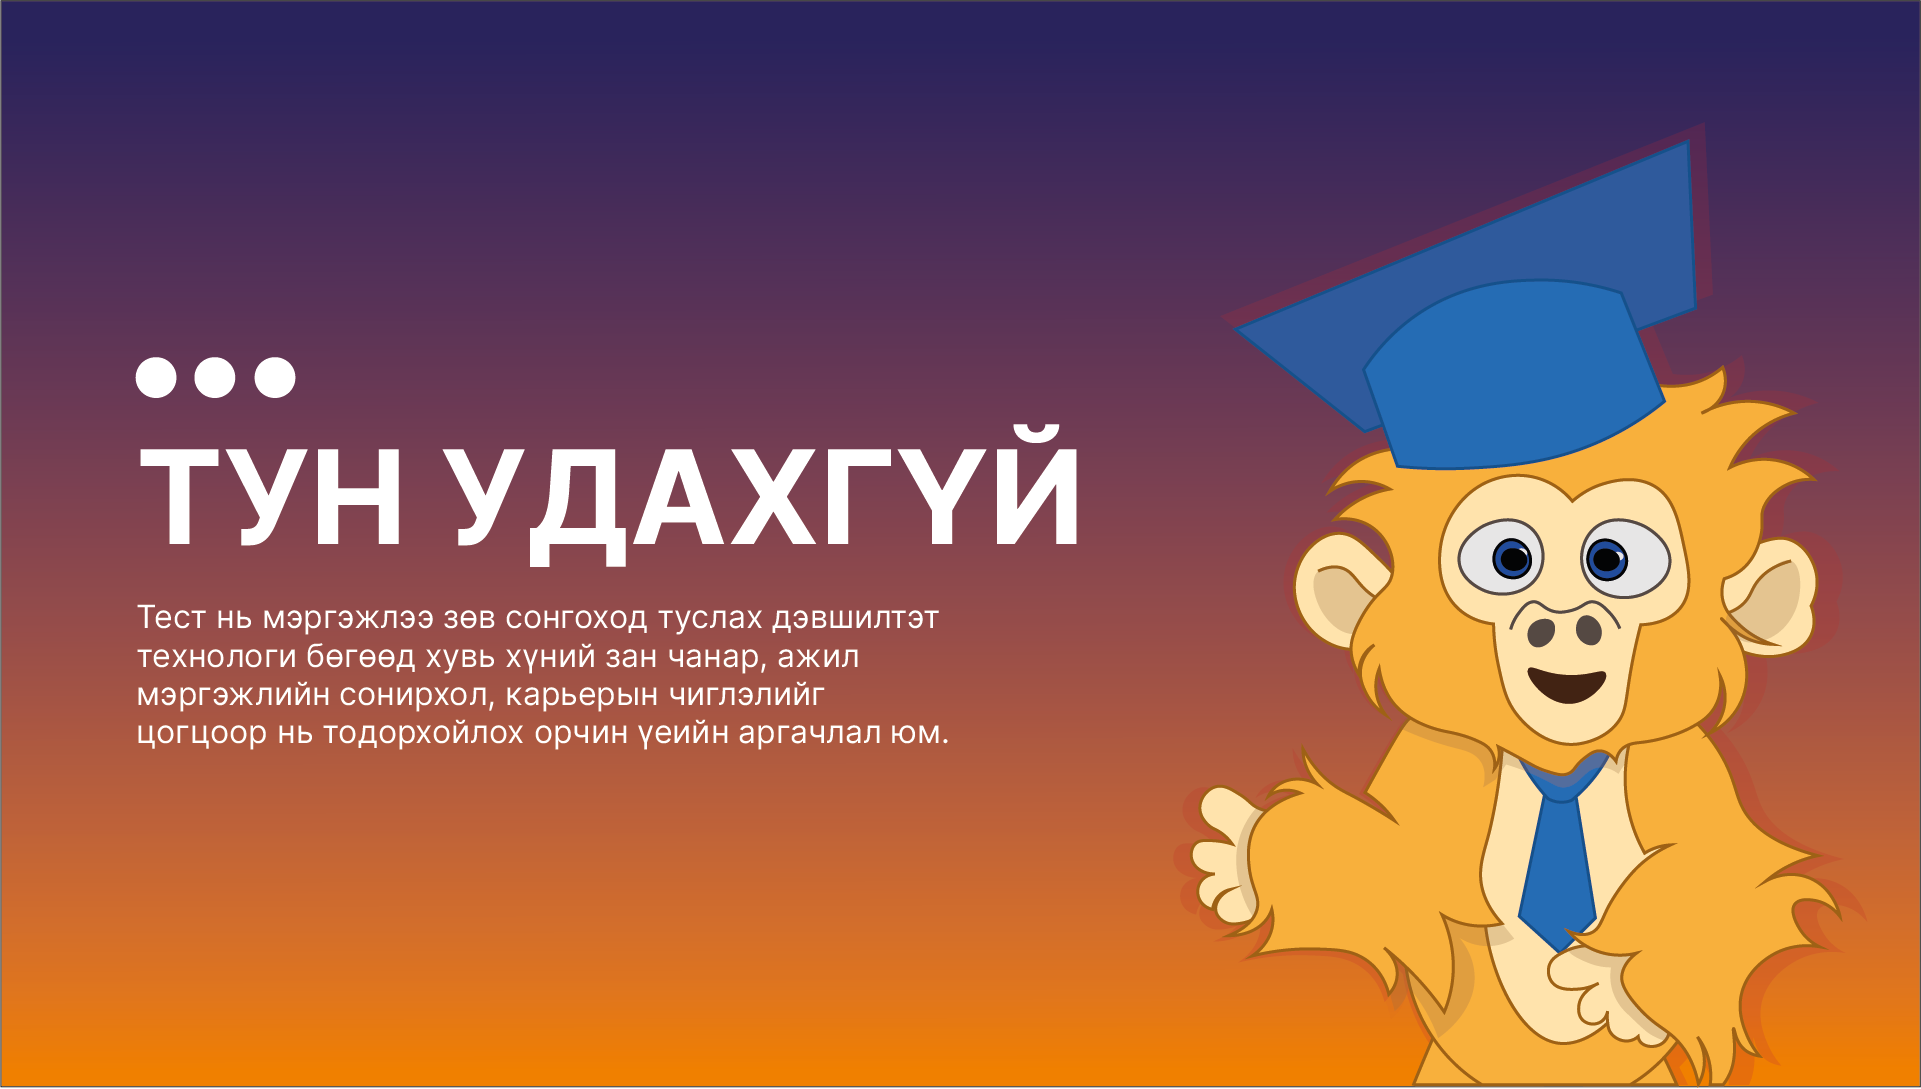 ТУН УДАХГҮЙ
Тест нь мэргэжлээ зөв сонгоход туслах дэвшилтэт
технологи бөгөөд хувь хүний зан чанар, ажил
мэргэжлийн сонирхол, карьерын чиглэлийг
цогцоор нь тодорхойлох орчин үеийн аргачлал юм.